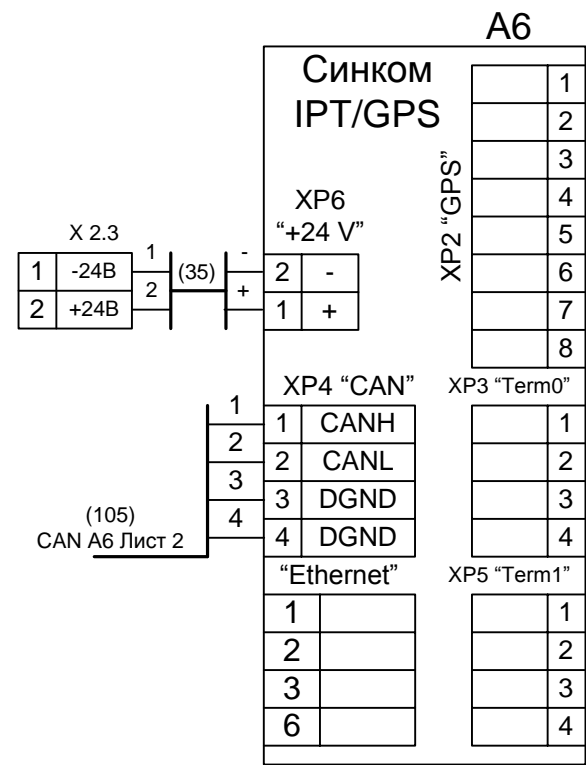 A6
Синком
IPT/GPS
XP2 “GPS”
1
2
3
4
5
6
7
8
XP6
“+24 V”
2 -
1 +
X 2.3
1 -24В
2 +24В
1
2
(35)
-
+
XP4 “CAN”
1 CANH
2 CANL
3 DGND
4 DGND
1
2
3
4
(105)
CAN A6 Лист 2
XP3 “Term0”
1
2
3
4
“Ethernet”
1
2
3
6
XP5 “Term1”
1
2
3
4